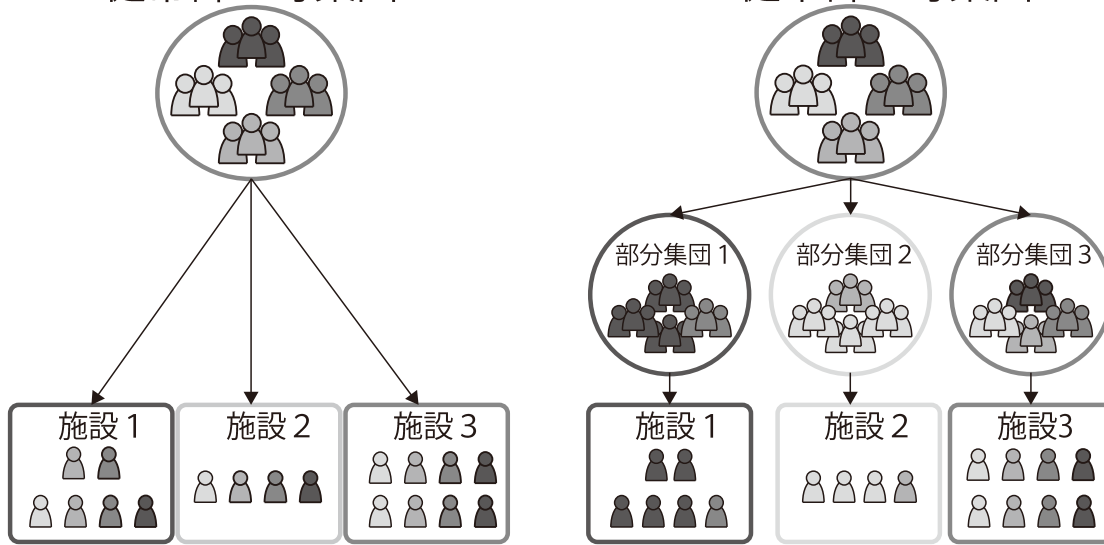 部分集団 1
部分集団 2
部分集団 3
施設 1
施設 2
施設 3
施設 1
施設 2
施設3